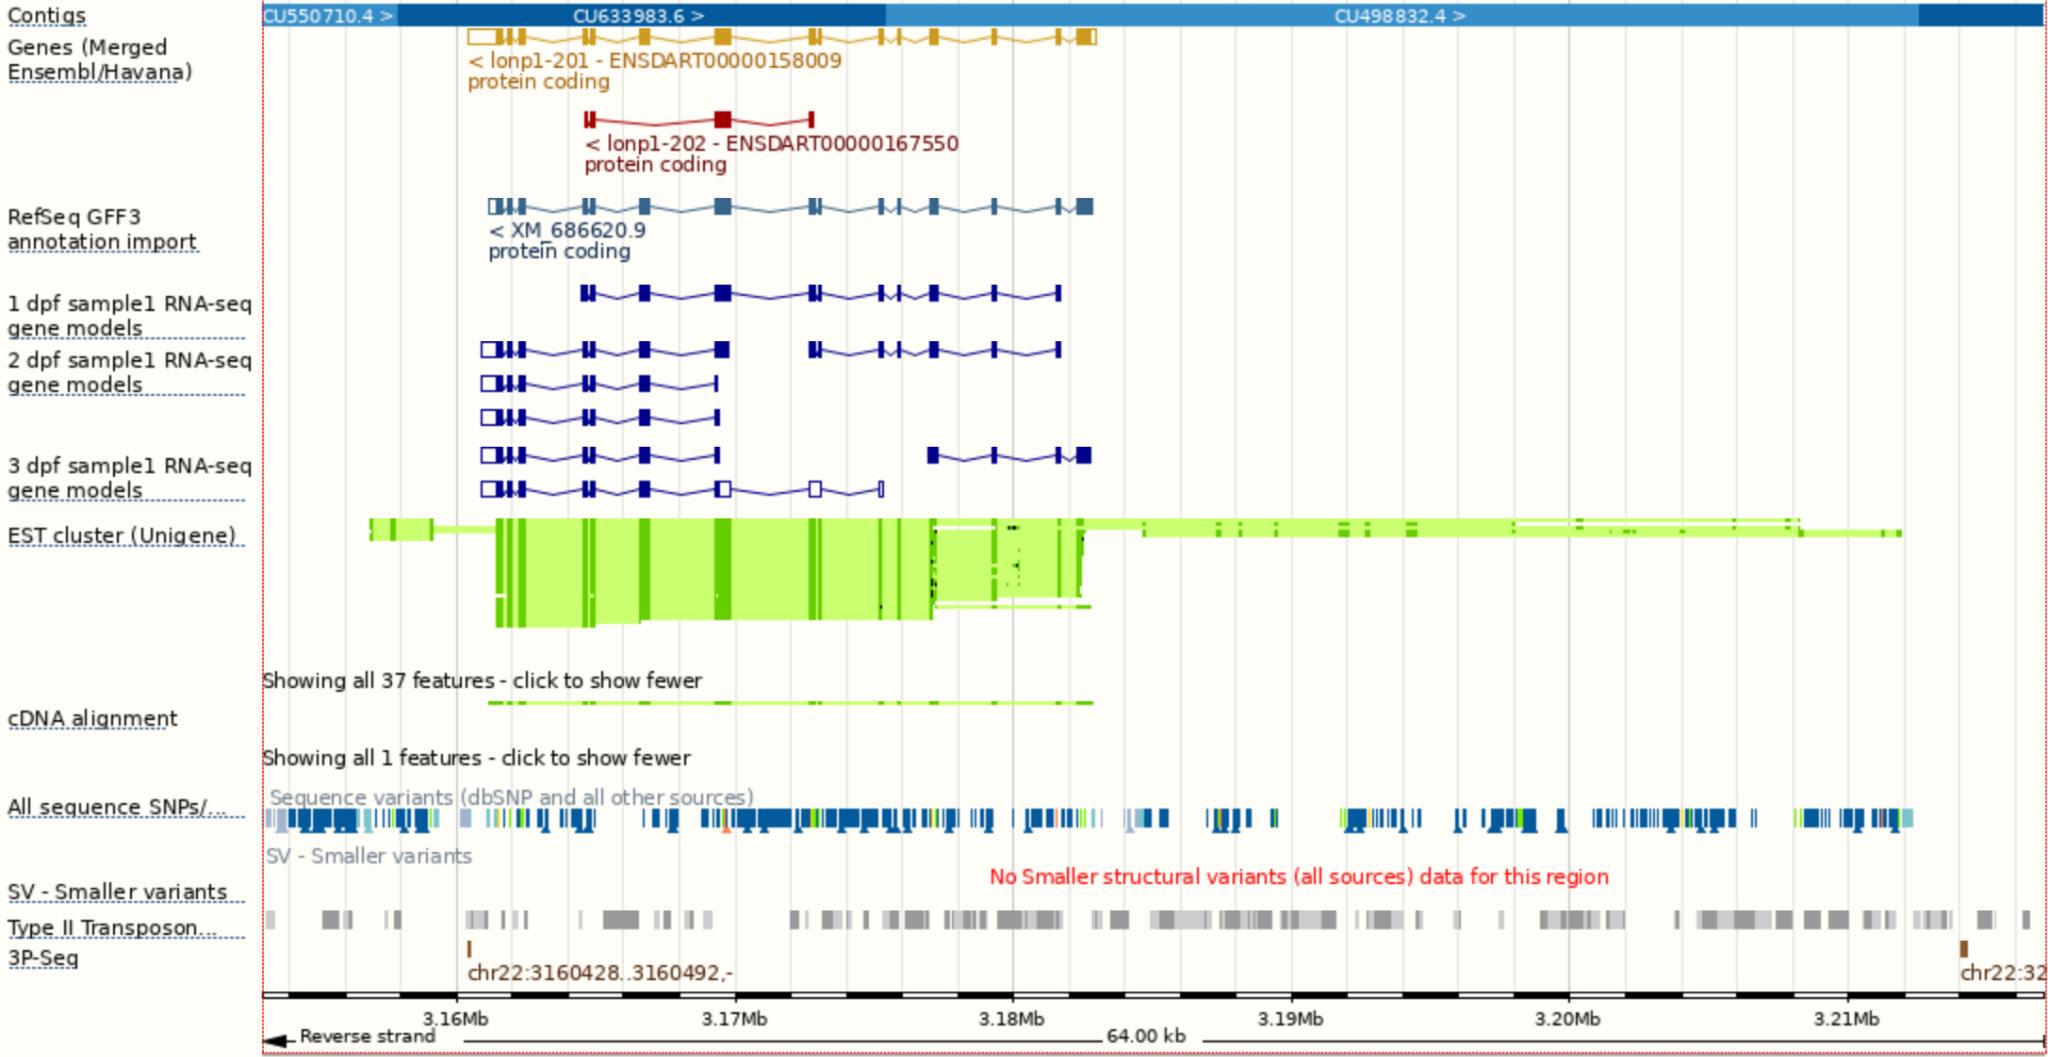 Contigs
CU550710.4 > CU633983.6 > CU498832.4 >
Genes (Merged
Ensembl/Havana)
< lonp1-201 - ENSDART00000158009
protein coding
< lonp1-202 - ENSDART00000167550
protein coding
RefSeq GFF3
annotation import
< XM_686620.9
protein coding
1 dpf sample1 RNA-seq
gene models
2 dpf sample1 RNA-seq
gene models
3 dpf sample1 RNA-seq
gene models
EST cluster (Unigene)
Showing all 37 features - click to show fewer
cDNA alignment
Showing all 1 features - click to show fewer
Sequence variants (dbSNP and all other sources)
All sequence SNPs/...
SV - Smaller variants
No Smaller structural variants (all sources) data for this region
SV - Smaller variants
Type II Transposon...
3P-Seq
chr22:3160428..3160492,- chr22:32
3.16Mb 3.17Mb 3.18Mb 3.19Mb 3.20Mb 3.21Mb
Reverse strand 64.00 kb